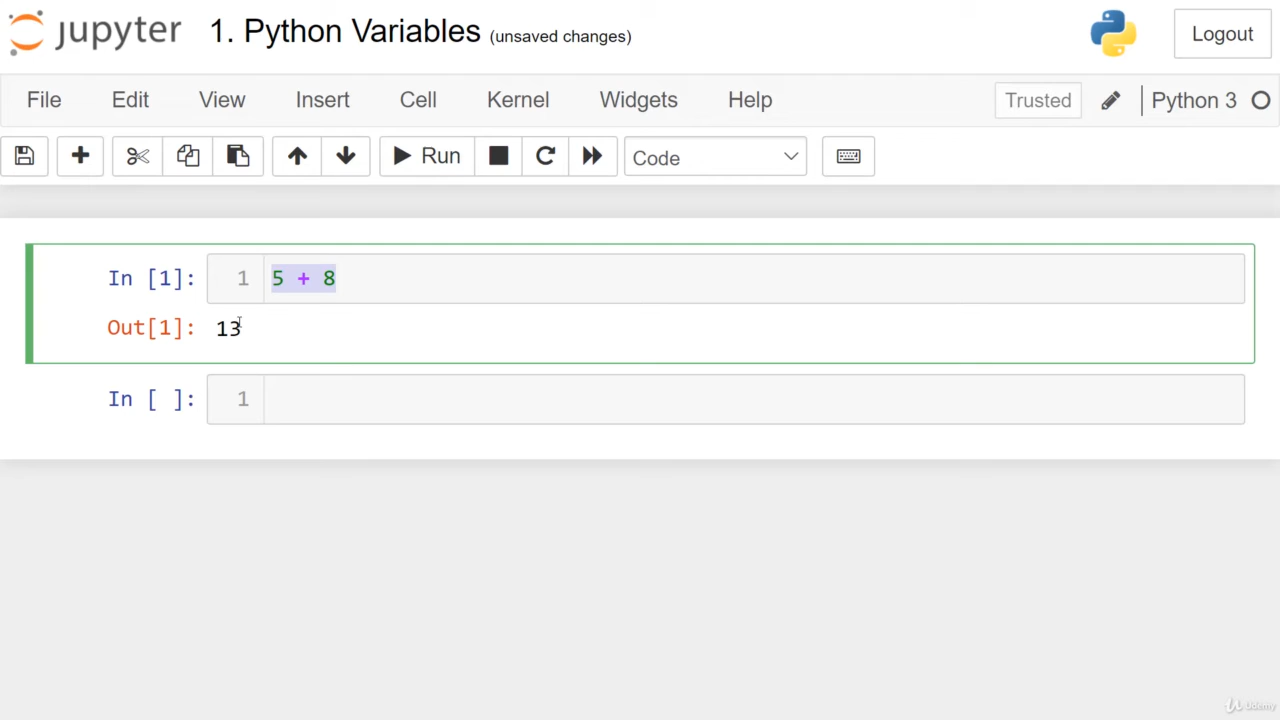 jupyter 1. Python Variables (unsaved changes) Logout
File Edit View Insert Cell Kernel Widgets Help Trusted Python 3
Run Code
In [1]: 1 5 + 8
Out[1]: 13
In [ ]: 1
Udemy